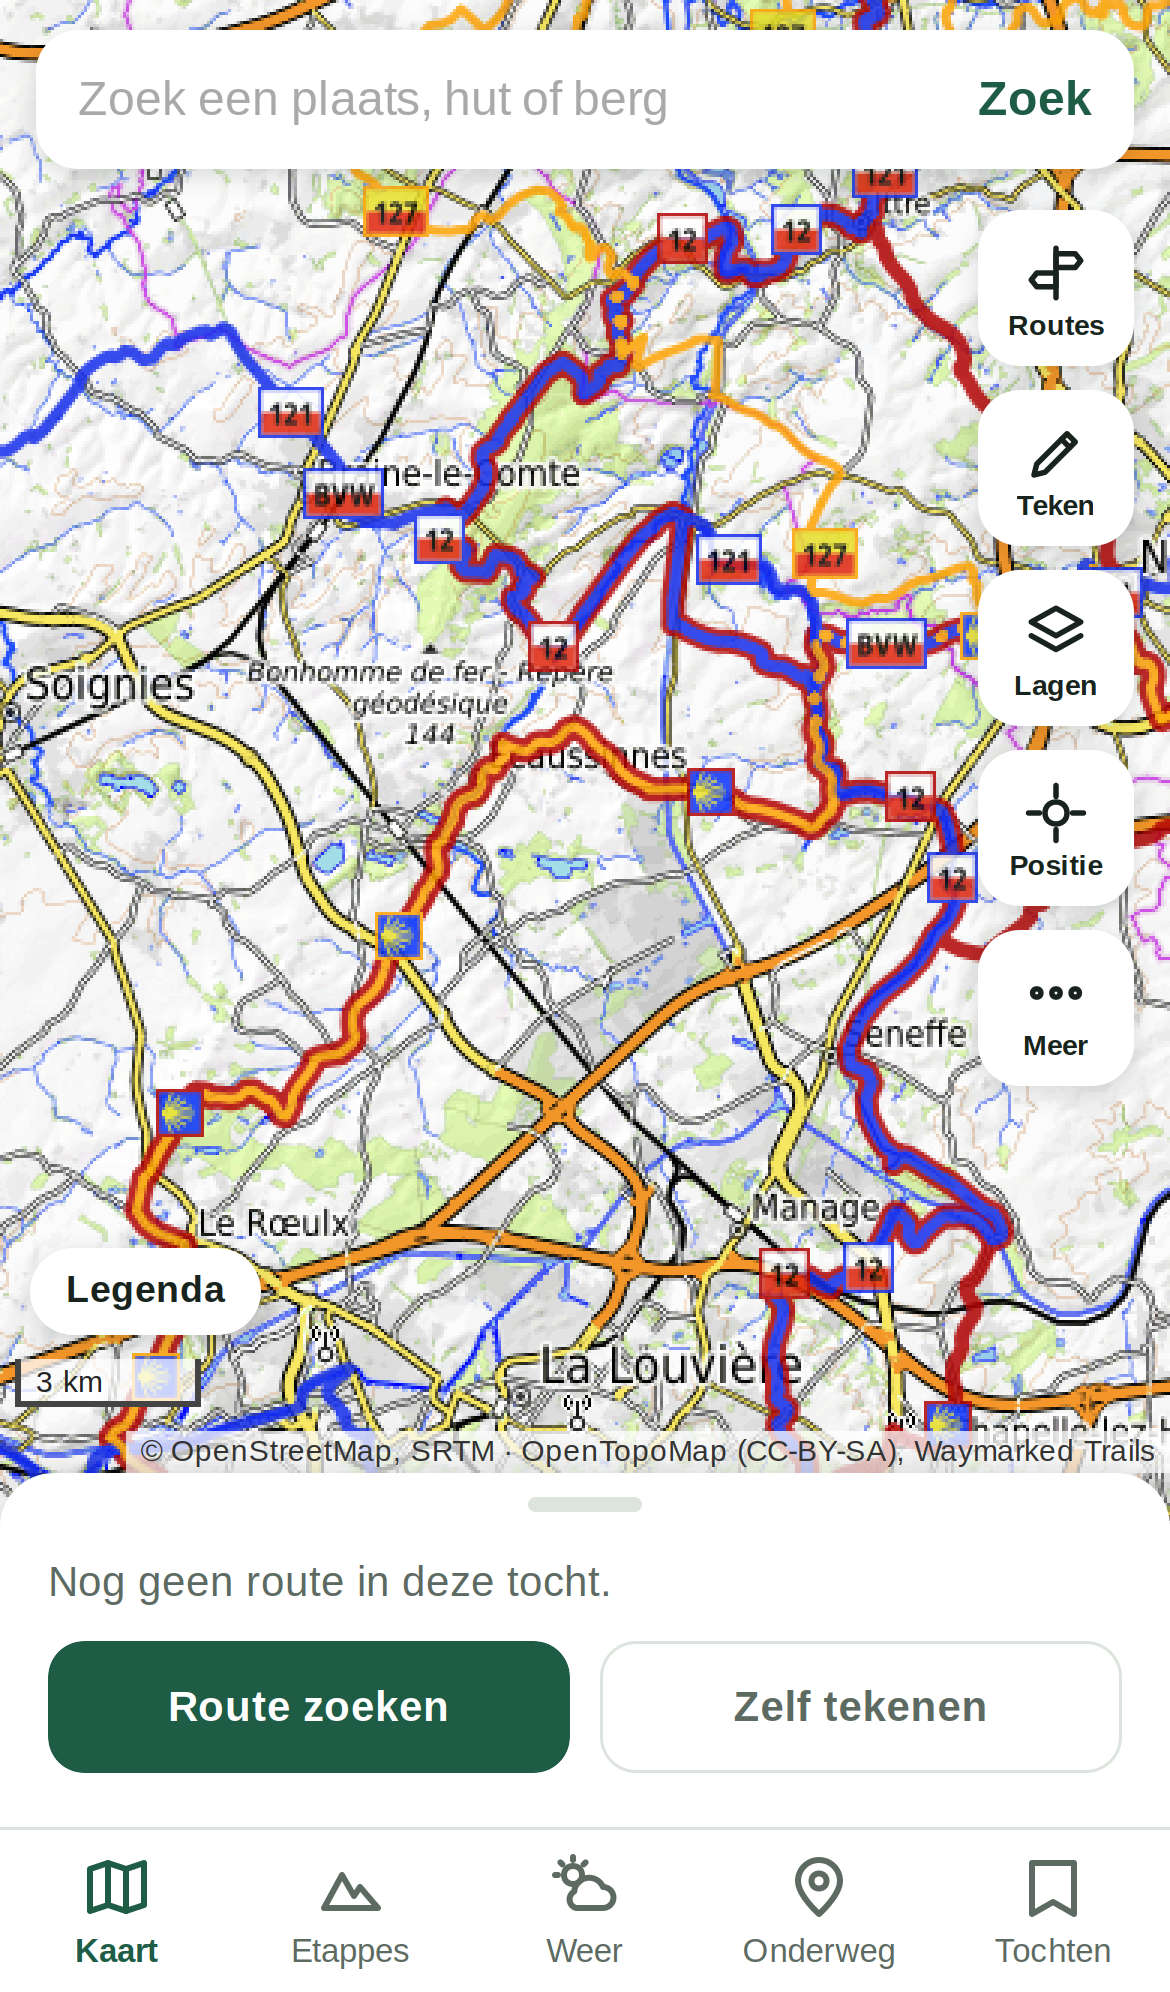 Zoek een plaats, hut of berg
Zoek
127
121
12
12
Routes
121
BVW
12
Teken
121
127
12
BVW
Lagen
Soignies
Bonhomme de fer - Repère
géodésique
144
12
Positie
12
Meer
Le Rœulx
Manage
12
12
Legenda
La Louvière
3 km
© OpenStreetMap, SRTM · OpenTopoMap (CC-BY-SA), Waymarked Trails
Nog geen route in deze tocht.
Route zoeken
Zelf tekenen
Kaart
Etappes
Weer
Onderweg
Tochten